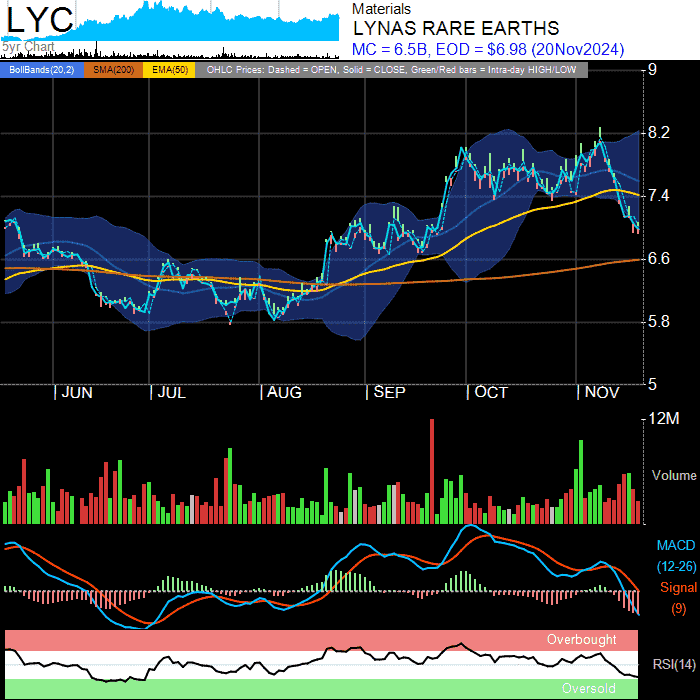 LYC
5yr Chart
Materials
LYNAS RARE EARTHS
MC = 6.5B, EOD = $6.98 (20Nov2024)
BollBands(20,2) SMA(200) EMA(50) OHLC Prices: Dashed = OPEN, Solid = CLOSE, Green/Red bars = Intra-day HIGH/LOW
9
8.2
7.4
6.6
5.8
5
| JUN | JUL | AUG | SEP | OCT | NOV
12M
Volume
MACD
(12-26)
Signal
(9)
Overbought
RSI(14)
Oversold